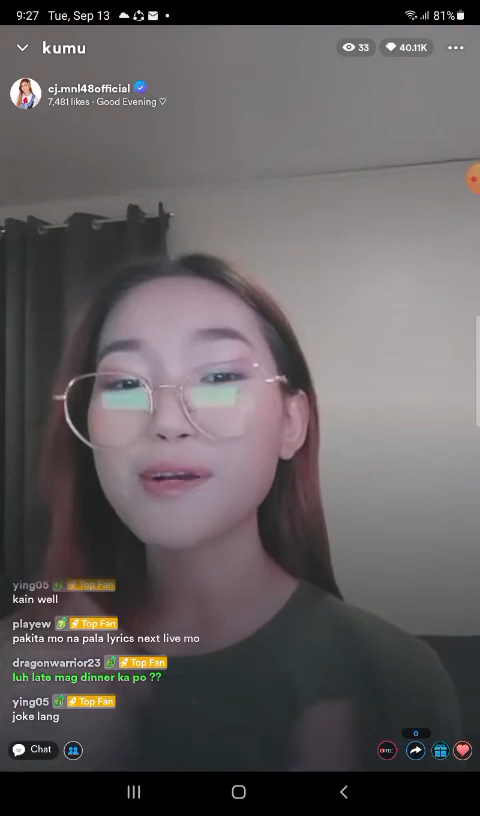 9:27 Tue, Sep 13 81%
kumu 33 40.11K
cj.mnl48official
7,481 likes · Good Evening ♡
ying05 Top Fan
kain well
playew Top Fan
pakita mo na pala lyrics next live mo
dragonwarrior23 Top Fan
luh late mag dinner ka po ??
ying05 Top Fan
joke lang
0
Chat